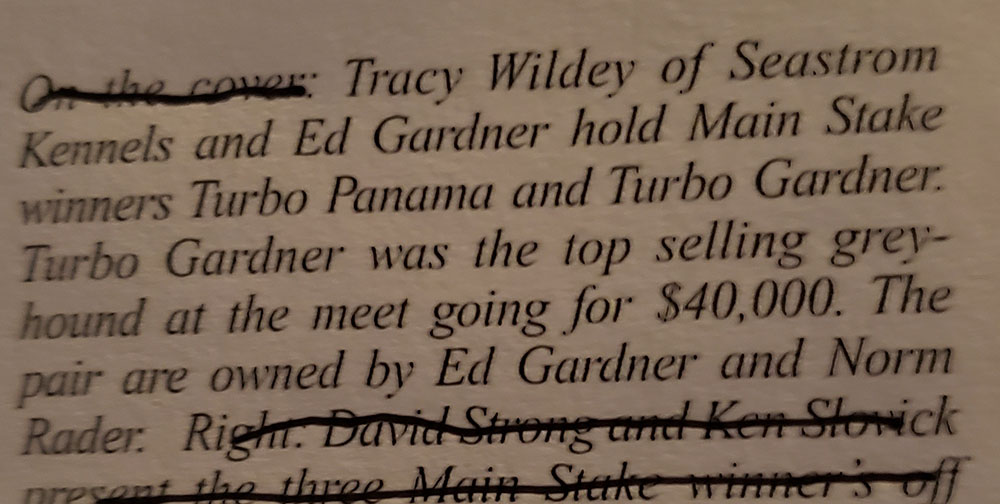 On the cover: Tracy Wildey of Seastrom
Kennels and Ed Gardner hold Main Stake
winners Turbo Panama and Turbo Gardner.
Turbo Gardner was the top selling grey-
hound at the meet going for $40,000. The
pair are owned by Ed Gardner and Norm
Rader. Right: David Strong and Ken Slovick
present the three Main Stake winner's off